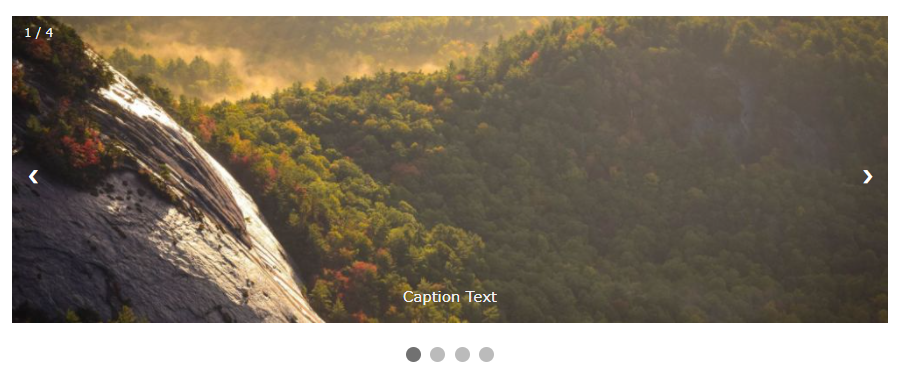 1 / 4
❮ ❯
Caption Text